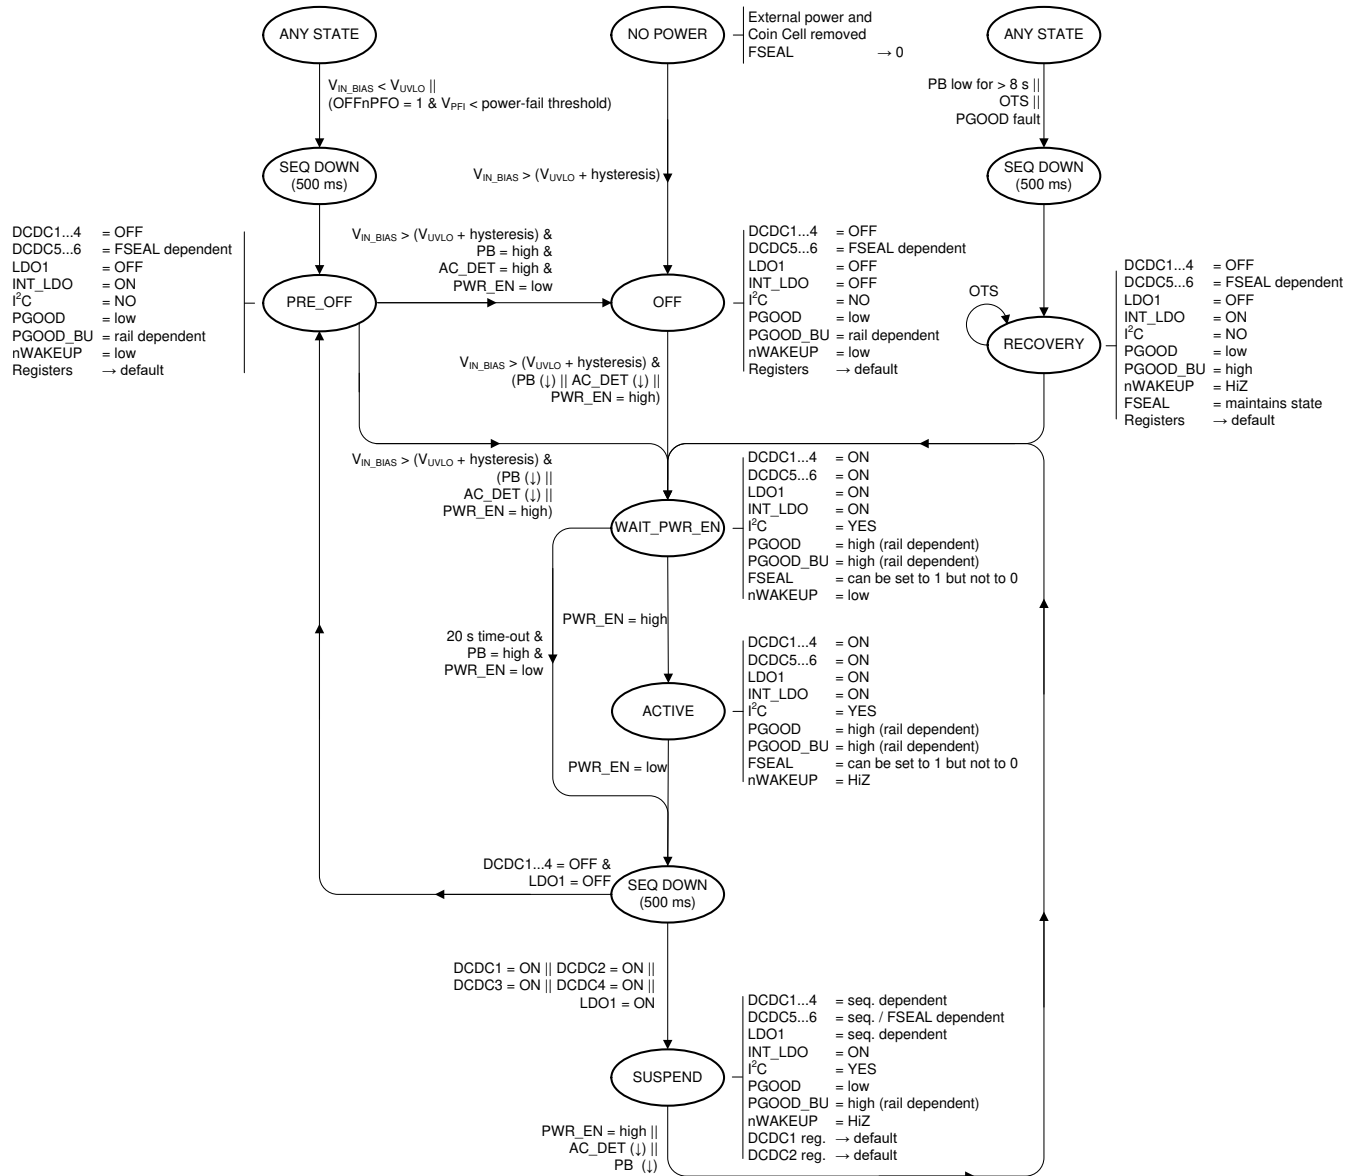 ANY STATE
NO POWER
External power and
Coin Cell removed
FSEAL → 0
ANY STATE
V_IN_BIAS < V_UVLO ||
(OFFnPFO = 1 & V_PFI < power-fail threshold)
PB low for > 8 s ||
OTS ||
PGOOD fault
SEQ DOWN
(500 ms)
V_IN_BIAS > (V_UVLO + hysteresis)
SEQ DOWN
(500 ms)
DCDC1...4 = OFF
DCDC5...6 = FSEAL dependent
LDO1 = OFF
INT_LDO = ON
I²C = NO
PGOOD = low
PGOOD_BU = rail dependent
nWAKEUP = low
Registers → default
PRE_OFF
V_IN_BIAS > (V_UVLO + hysteresis) &
PB = high &
AC_DET = high &
PWR_EN = low
OFF
DCDC1...4 = OFF
DCDC5...6 = FSEAL dependent
LDO1 = OFF
INT_LDO = OFF
I²C = NO
PGOOD = low
PGOOD_BU = rail dependent
nWAKEUP = low
Registers → default
OTS
RECOVERY
DCDC1...4 = OFF
DCDC5...6 = FSEAL dependent
LDO1 = OFF
INT_LDO = ON
I²C = NO
PGOOD = low
PGOOD_BU = high
nWAKEUP = HiZ
FSEAL = maintains state
Registers → default
V_IN_BIAS > (V_UVLO + hysteresis) &
(PB (↓) || AC_DET (↓) ||
PWR_EN = high)
V_IN_BIAS > (V_UVLO + hysteresis) &
(PB (↓) ||
AC_DET (↓) ||
PWR_EN = high)
WAIT_PWR_EN
DCDC1...4 = ON
DCDC5...6 = ON
LDO1 = ON
INT_LDO = ON
I²C = YES
PGOOD = high (rail dependent)
PGOOD_BU = high (rail dependent)
FSEAL = can be set to 1 but not to 0
nWAKEUP = low
PWR_EN = high
20 s time-out &
PB = high &
PWR_EN = low
ACTIVE
DCDC1...4 = ON
DCDC5...6 = ON
LDO1 = ON
INT_LDO = ON
I²C = YES
PGOOD = high (rail dependent)
PGOOD_BU = high (rail dependent)
FSEAL = can be set to 1 but not to 0
nWAKEUP = HiZ
PWR_EN = low
DCDC1...4 = OFF &
LDO1 = OFF
SEQ DOWN
(500 ms)
DCDC1 = ON || DCDC2 = ON ||
DCDC3 = ON || DCDC4 = ON ||
LDO1 = ON
SUSPEND
DCDC1...4 = seq. dependent
DCDC5...6 = seq. / FSEAL dependent
LDO1 = seq. dependent
INT_LDO = ON
I²C = YES
PGOOD = low
PGOOD_BU = high (rail dependent)
nWAKEUP = HiZ
DCDC1 reg. → default
DCDC2 reg. → default
PWR_EN = high ||
AC_DET (↓) ||
PB (↓)